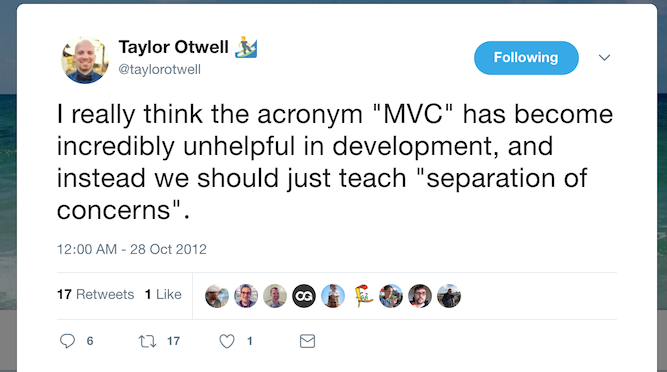 Taylor Otwell 🏄
@taylorotwell
Following
I really think the acronym "MVC" has become
incredibly unhelpful in development, and
instead we should just teach "separation of
concerns".
12:00 AM - 28 Oct 2012
17 Retweets 1 Like
OG
6 17 1